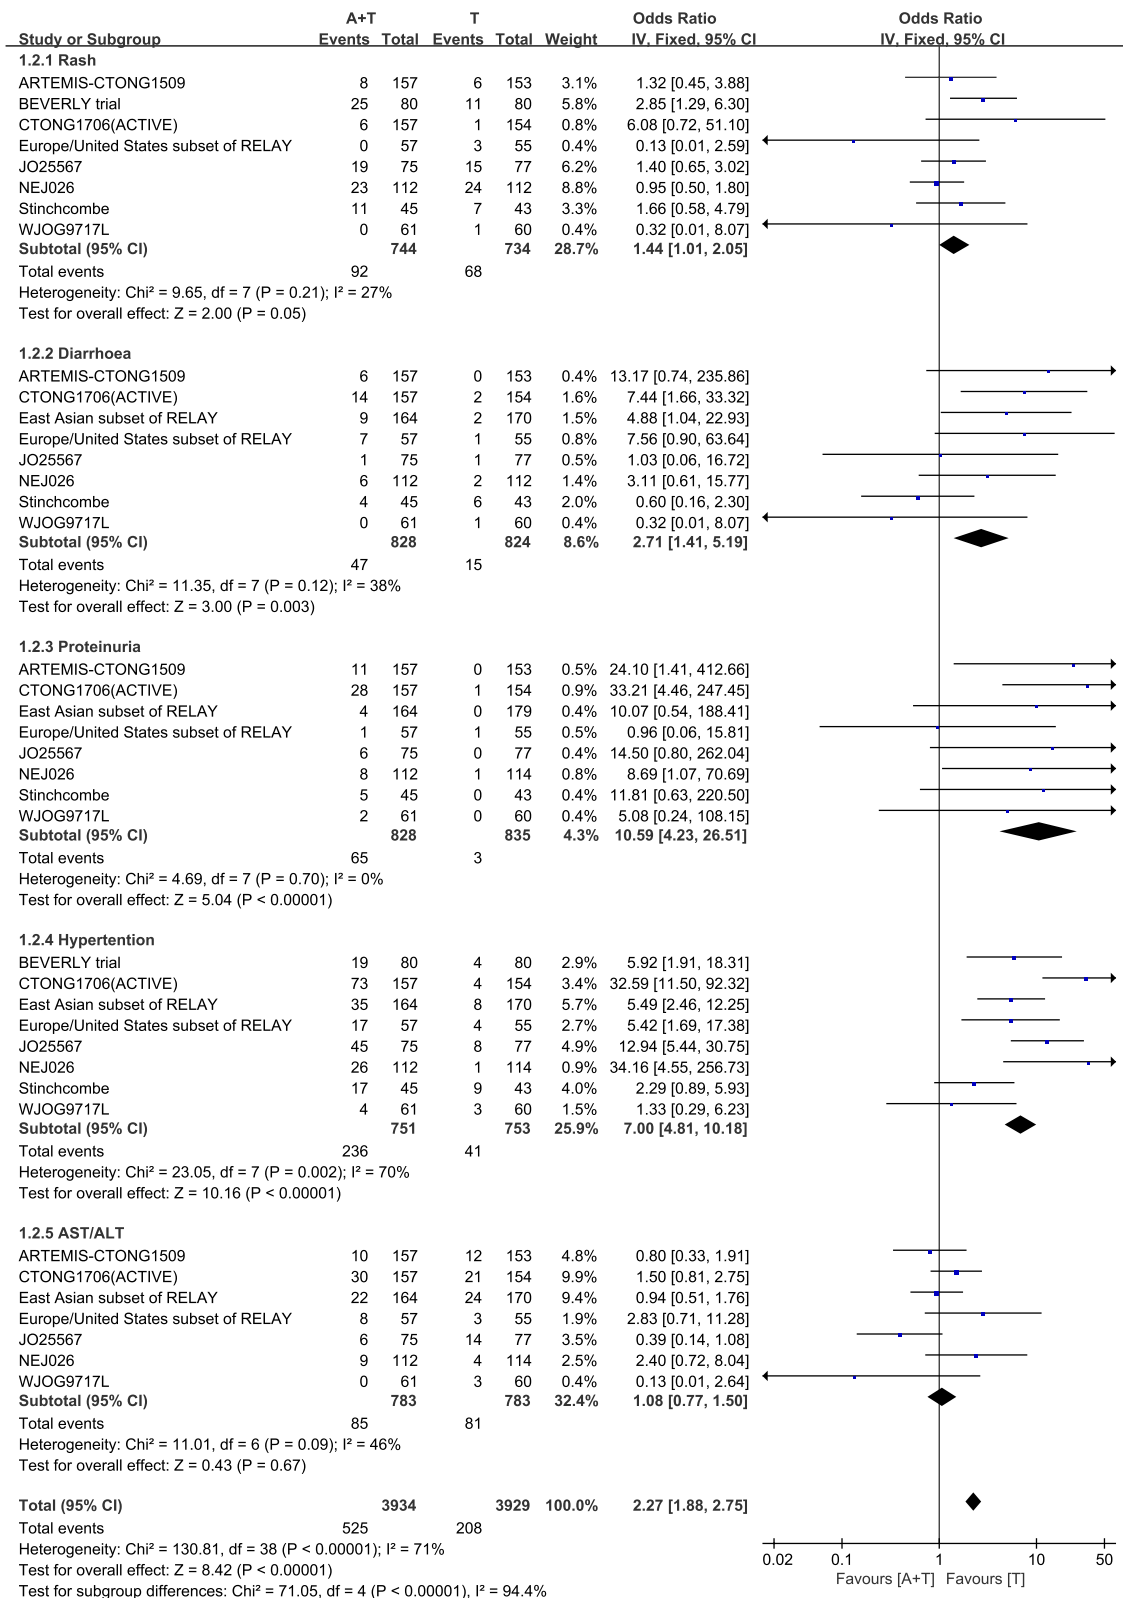 A+T T Odds Ratio Odds Ratio
Study or Subgroup Events Total Events Total Weight IV, Fixed, 95% CI IV, Fixed, 95% CI
1.2.1 Rash
ARTEMIS-CTONG1509 8 157 6 153 3.1% 1.32 [0.45, 3.88]
BEVERLY trial 25 80 11 80 5.8% 2.85 [1.29, 6.30]
CTONG1706(ACTIVE) 6 157 1 154 0.8% 6.08 [0.72, 51.10]
Europe/United States subset of RELAY 0 57 3 55 0.4% 0.13 [0.01, 2.59]
JO25567 19 75 15 77 6.2% 1.40 [0.65, 3.02]
NEJ026 23 112 24 112 8.8% 0.95 [0.50, 1.80]
Stinchcombe 11 45 7 43 3.3% 1.66 [0.58, 4.79]
WJOG9717L 0 61 1 60 0.4% 0.32 [0.01, 8.07]
Subtotal (95% CI) 744 734 28.7% 1.44 [1.01, 2.05]
Total events 92 68
Heterogeneity: Chi² = 9.65, df = 7 (P = 0.21); I² = 27%
Test for overall effect: Z = 2.00 (P = 0.05)
1.2.2 Diarrhoea
ARTEMIS-CTONG1509 6 157 0 153 0.4% 13.17 [0.74, 235.86]
CTONG1706(ACTIVE) 14 157 2 154 1.6% 7.44 [1.66, 33.32]
East Asian subset of RELAY 9 164 2 170 1.5% 4.88 [1.04, 22.93]
Europe/United States subset of RELAY 7 57 1 55 0.8% 7.56 [0.90, 63.64]
JO25567 1 75 1 77 0.5% 1.03 [0.06, 16.72]
NEJ026 6 112 2 112 1.4% 3.11 [0.61, 15.77]
Stinchcombe 4 45 6 43 2.0% 0.60 [0.16, 2.30]
WJOG9717L 0 61 1 60 0.4% 0.32 [0.01, 8.07]
Subtotal (95% CI) 828 824 8.6% 2.71 [1.41, 5.19]
Total events 47 15
Heterogeneity: Chi² = 11.35, df = 7 (P = 0.12); I² = 38%
Test for overall effect: Z = 3.00 (P = 0.003)
1.2.3 Proteinuria
ARTEMIS-CTONG1509 11 157 0 153 0.5% 24.10 [1.41, 412.66]
CTONG1706(ACTIVE) 28 157 1 154 0.9% 33.21 [4.46, 247.45]
East Asian subset of RELAY 4 164 0 179 0.4% 10.07 [0.54, 188.41]
Europe/United States subset of RELAY 1 57 1 55 0.5% 0.96 [0.06, 15.81]
JO25567 6 75 0 77 0.4% 14.50 [0.80, 262.04]
NEJ026 8 112 1 114 0.8% 8.69 [1.07, 70.69]
Stinchcombe 5 45 0 43 0.4% 11.81 [0.63, 220.50]
WJOG9717L 2 61 0 60 0.4% 5.08 [0.24, 108.15]
Subtotal (95% CI) 828 835 4.3% 10.59 [4.23, 26.51]
Total events 65 3
Heterogeneity: Chi² = 4.69, df = 7 (P = 0.70); I² = 0%
Test for overall effect: Z = 5.04 (P < 0.00001)
1.2.4 Hypertention
BEVERLY trial 19 80 4 80 2.9% 5.92 [1.91, 18.31]
CTONG1706(ACTIVE) 73 157 4 154 3.4% 32.59 [11.50, 92.32]
East Asian subset of RELAY 35 164 8 170 5.7% 5.49 [2.46, 12.25]
Europe/United States subset of RELAY 17 57 4 55 2.7% 5.42 [1.69, 17.38]
JO25567 45 75 8 77 4.9% 12.94 [5.44, 30.75]
NEJ026 26 112 1 114 0.9% 34.16 [4.55, 256.73]
Stinchcombe 17 45 9 43 4.0% 2.29 [0.89, 5.93]
WJOG9717L 4 61 3 60 1.5% 1.33 [0.29, 6.23]
Subtotal (95% CI) 751 753 25.9% 7.00 [4.81, 10.18]
Total events 236 41
Heterogeneity: Chi² = 23.05, df = 7 (P = 0.002); I² = 70%
Test for overall effect: Z = 10.16 (P < 0.00001)
1.2.5 AST/ALT
ARTEMIS-CTONG1509 10 157 12 153 4.8% 0.80 [0.33, 1.91]
CTONG1706(ACTIVE) 30 157 21 154 9.9% 1.50 [0.81, 2.75]
East Asian subset of RELAY 22 164 24 170 9.4% 0.94 [0.51, 1.76]
Europe/United States subset of RELAY 8 57 3 55 1.9% 2.83 [0.71, 11.28]
JO25567 6 75 14 77 3.5% 0.39 [0.14, 1.08]
NEJ026 9 112 4 114 2.5% 2.40 [0.72, 8.04]
WJOG9717L 0 61 3 60 0.4% 0.13 [0.01, 2.64]
Subtotal (95% CI) 783 783 32.4% 1.08 [0.77, 1.50]
Total events 85 81
Heterogeneity: Chi² = 11.01, df = 6 (P = 0.09); I² = 46%
Test for overall effect: Z = 0.43 (P = 0.67)
Total (95% CI) 3934 3929 100.0% 2.27 [1.88, 2.75]
Total events 525 208
Heterogeneity: Chi² = 130.81, df = 38 (P < 0.00001); I² = 71%
Test for overall effect: Z = 8.42 (P < 0.00001)
Test for subgroup differences: Chi² = 71.05, df = 4 (P < 0.00001), I² = 94.4%
0.02 0.1 1 10 50
Favours [A+T] Favours [T]